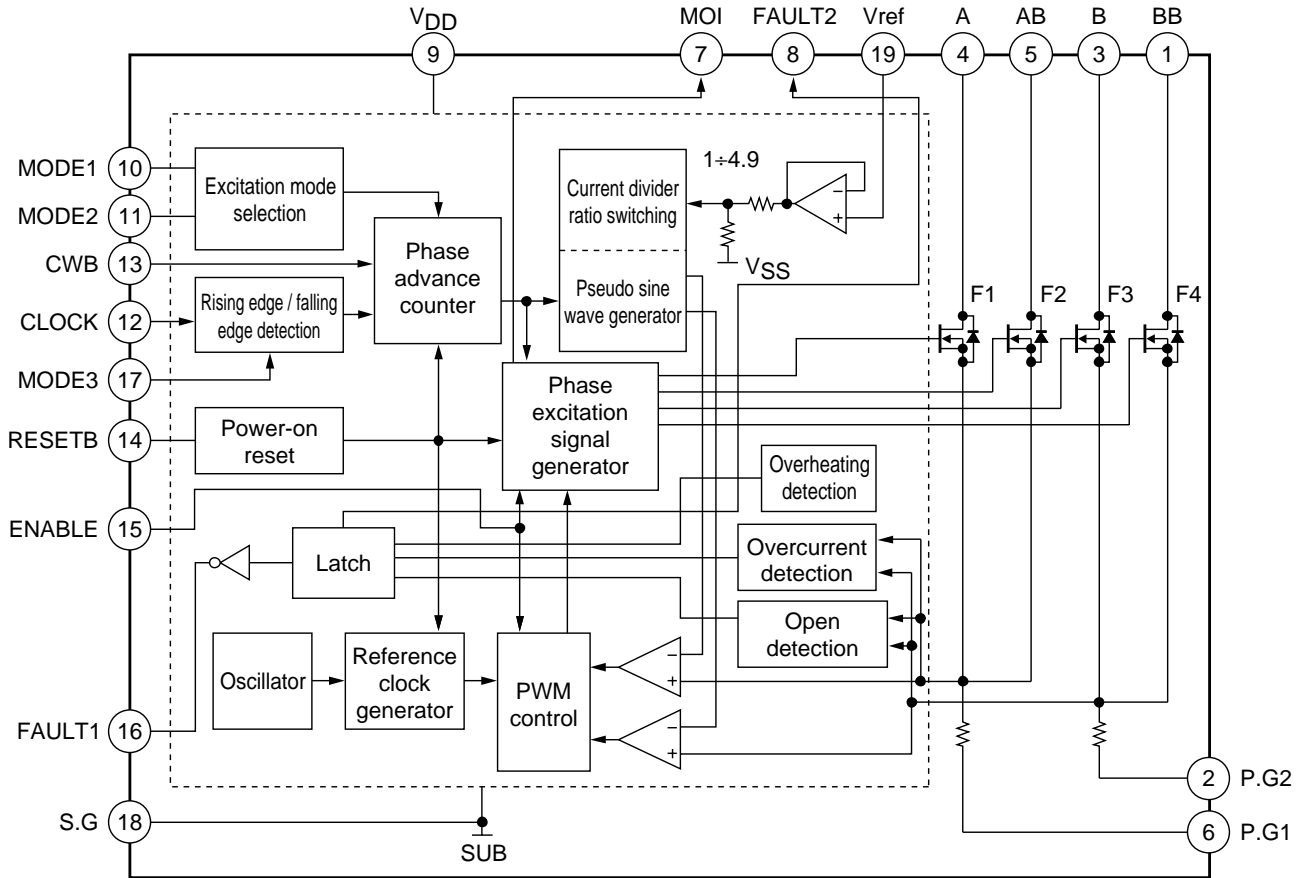 VDD
MOI
FAULT2
Vref
A
AB
B
BB
9
7
8
19
4
5
3
1
MODE1
10
MODE2
11
CWB
13
CLOCK
12
MODE3
17
RESETB
14
ENABLE
15
FAULT1
16
S.G
18
Excitation mode
selection
Rising edge / falling
edge detection
Power-on
reset
Phase
advance
counter
Current divider
ratio switching
Pseudo sine
wave generator
1÷4.9
−
+
VSS
F1
F2
F3
F4
Phase
excitation
signal
generator
Overheating
detection
Latch
Overcurrent
detection
Open
detection
Oscillator
Reference
clock
generator
PWM
control
−
+
−
+
2
P.G2
6
P.G1
SUB